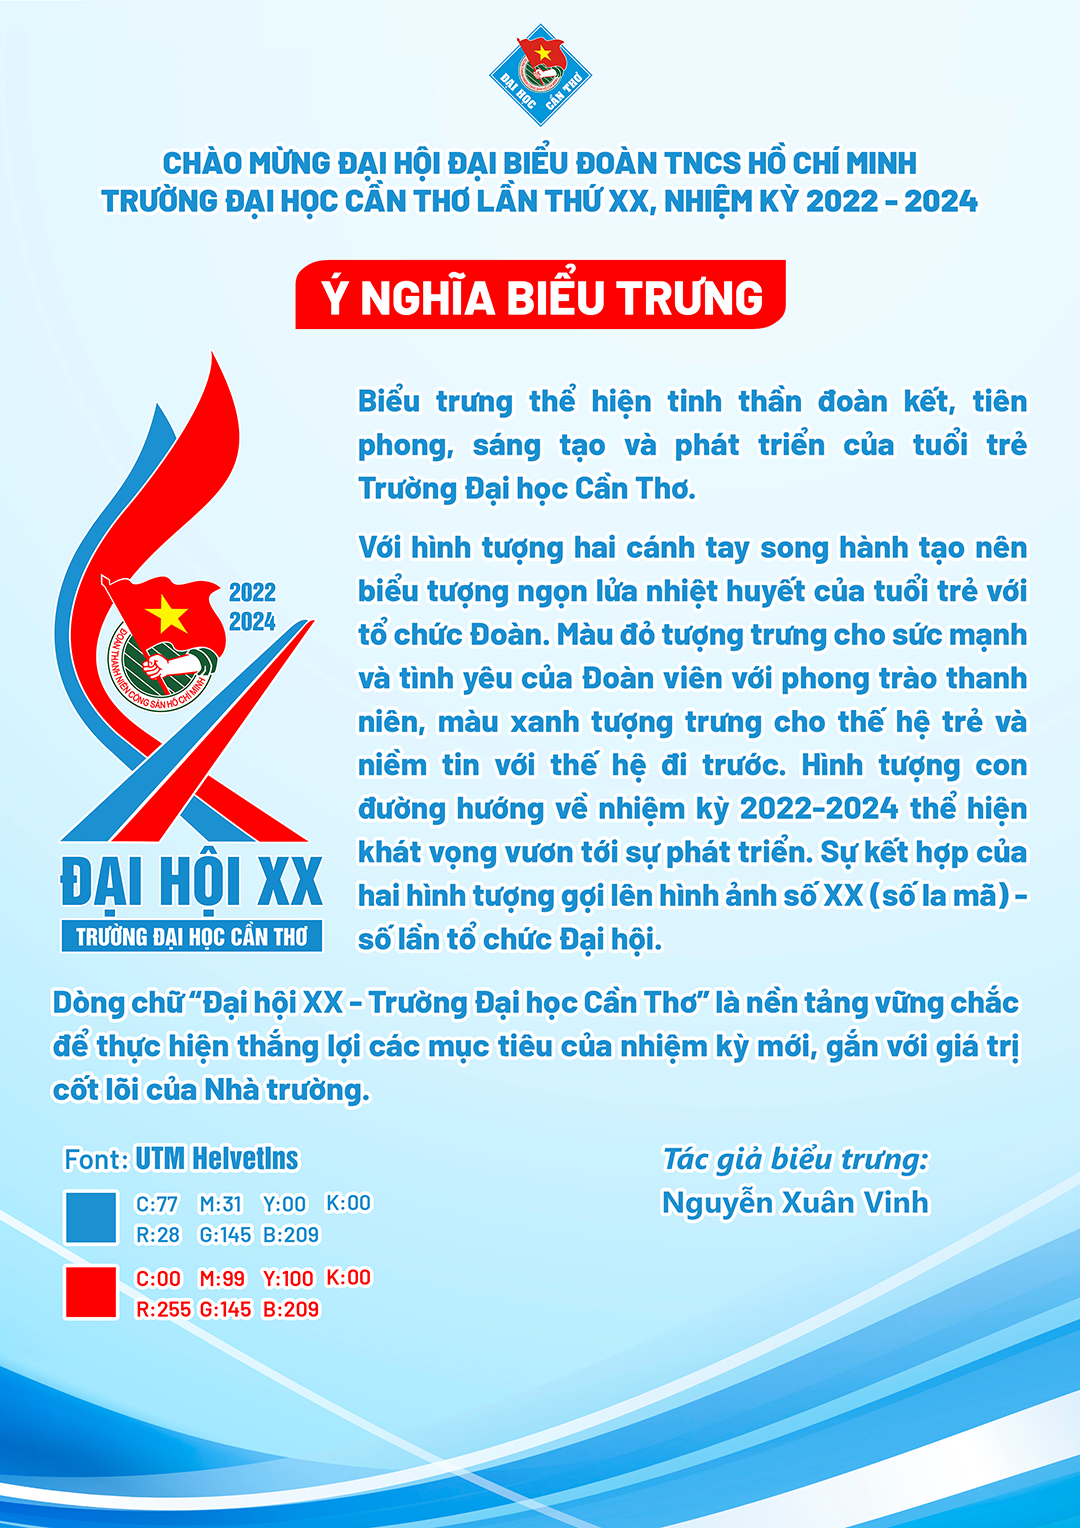 ĐẠI HỌC CẦN THƠ
CHÀO MỪNG ĐẠI HỘI ĐẠI BIỂU ĐOÀN TNCS HỒ CHÍ MINH
TRƯỜNG ĐẠI HỌC CẦN THƠ LẦN THỨ XX, NHIỆM KỲ 2022 - 2024
Ý NGHĨA BIỂU TRƯNG
2022
2024
ĐOÀN THANH NIÊN CỘNG SẢN HỒ CHÍ MINH
ĐẠI HỘI XX
TRƯỜNG ĐẠI HỌC CẦN THƠ
Biểu trưng thể hiện tinh thần đoàn kết, tiên
phong, sáng tạo và phát triển của tuổi trẻ
Trường Đại học Cần Thơ.
Với hình tượng hai cánh tay song hành tạo nên
biểu tượng ngọn lửa nhiệt huyết của tuổi trẻ với
tổ chức Đoàn. Màu đỏ tượng trưng cho sức mạnh
và tình yêu của Đoàn viên với phong trào thanh
niên, màu xanh tượng trưng cho thế hệ trẻ và
niềm tin với thế hệ đi trước. Hình tượng con
đường hướng về nhiệm kỳ 2022-2024 thể hiện
khát vọng vươn tới sự phát triển. Sự kết hợp của
hai hình tượng gợi lên hình ảnh số XX (số la mã) -
số lần tổ chức Đại hội.
Dòng chữ “Đại hội XX - Trường Đại học Cần Thơ” là nền tảng vững chắc
để thực hiện thắng lợi các mục tiêu của nhiệm kỳ mới, gắn với giá trị
cốt lõi của Nhà trường.
Font: UTM HelvetIns
C:77 M:31 Y:00 K:00
R:28 G:145 B:209
C:00 M:99 Y:100 K:00
R:255 G:145 B:209
Tác giả biểu trưng:
Nguyễn Xuân Vinh